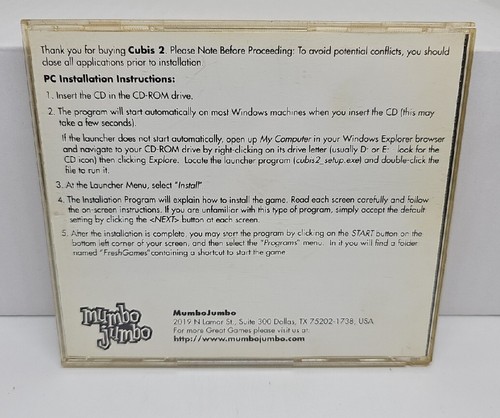 Thank you for buying Cubis 2. Please Note Before Proceeding: To avoid potential conflicts, you should
close all applications prior to installation
PC Installation Instructions:
1. Insert the CD in the CD-ROM drive.
2. The program will start automatically on most Windows machines when you insert the CD (this may
take a few seconds).
If the launcher does not start automatically, open up My Computer in your Windows Explorer browser
and navigate to your CD-ROM drive by right-clicking on its drive letter (usually D: or E: look for the
CD icon) then clicking Explore. Locate the launcher program (cubis2_setup.exe) and double-click the
file to run it.
3. At the Launcher Menu, select "Install"
4. The Installation Program will explain how to install the game. Read each screen carefully and follow
the on-screen instructions. If you are unfamiliar with this type of program, simply accept the default
setting by clicking the <NEXT> button at each screen.
5. After the installation is complete, you may start the program by clicking on the START button on the
bottom left corner of your screen, and then select the "Programs" menu. In it you will find a folder
named "FreshGames" containing a shortcut to start the game
mumbo
jumbo
MumboJumbo
2019 N Lamar St., Suite 300 Dallas, TX 75202-1738, USA
For more Great Games please visit us at:
http://www.mumbojumbo.com